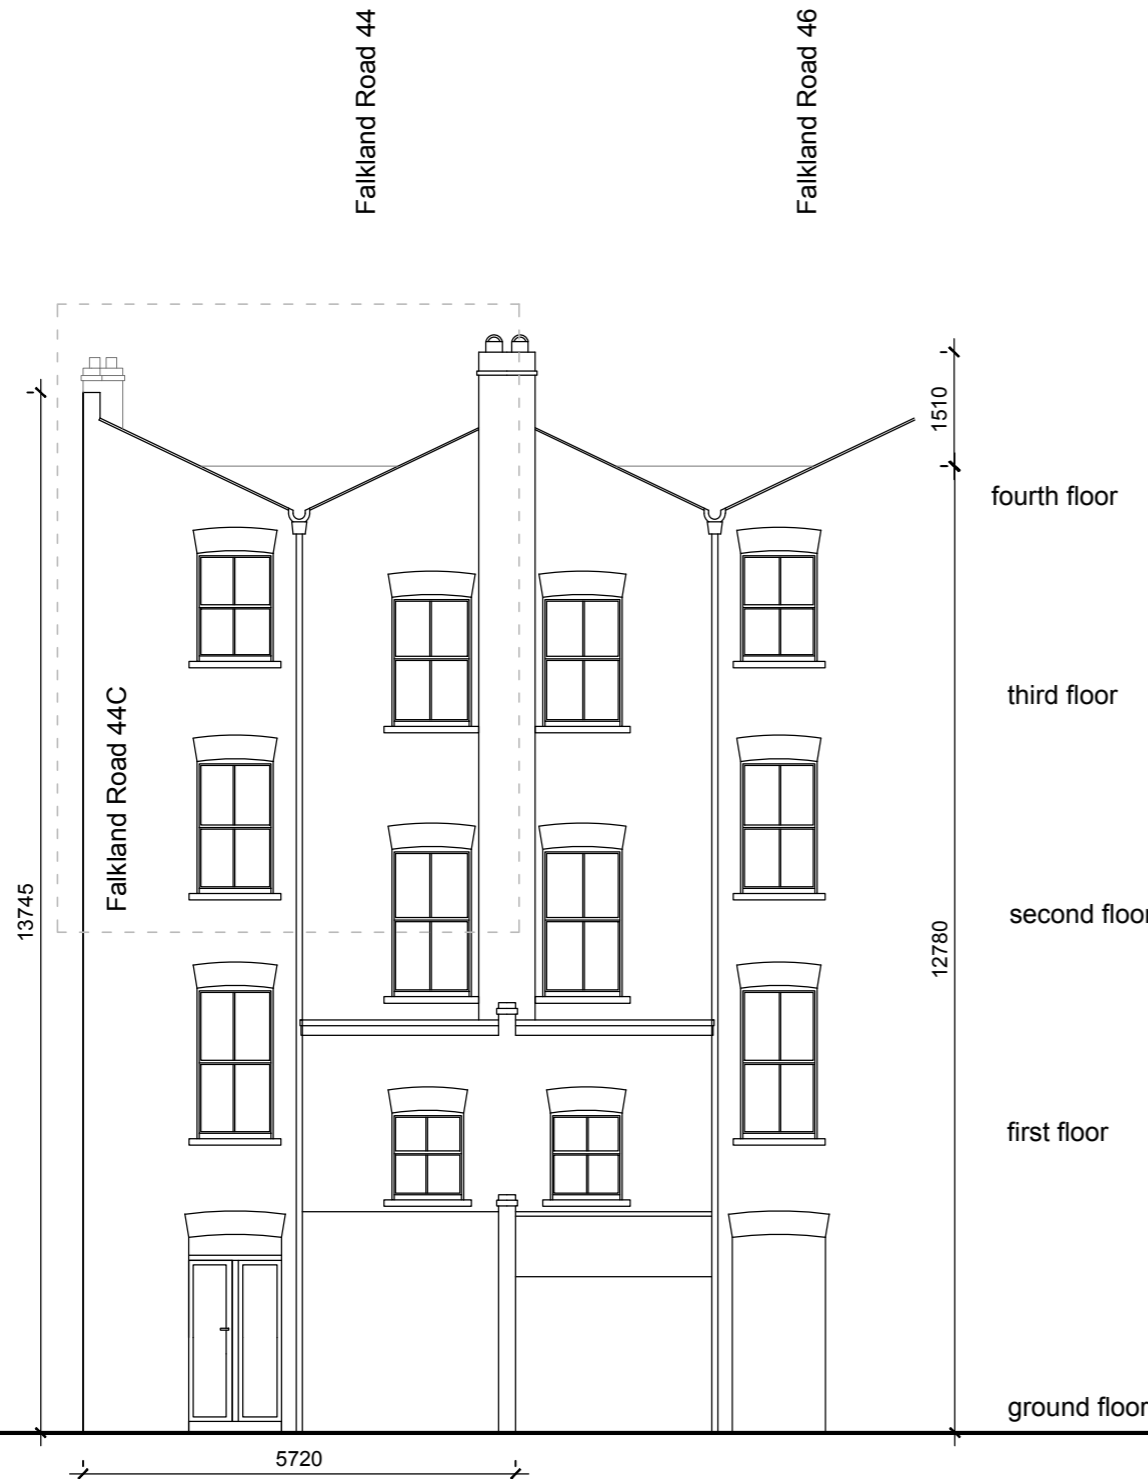 Falkland Road 44
Falkland Road 46
1510
fourth floor
third floor
Falkland Road 44C
13745
second floor
12780
first floor
ground floor
5720